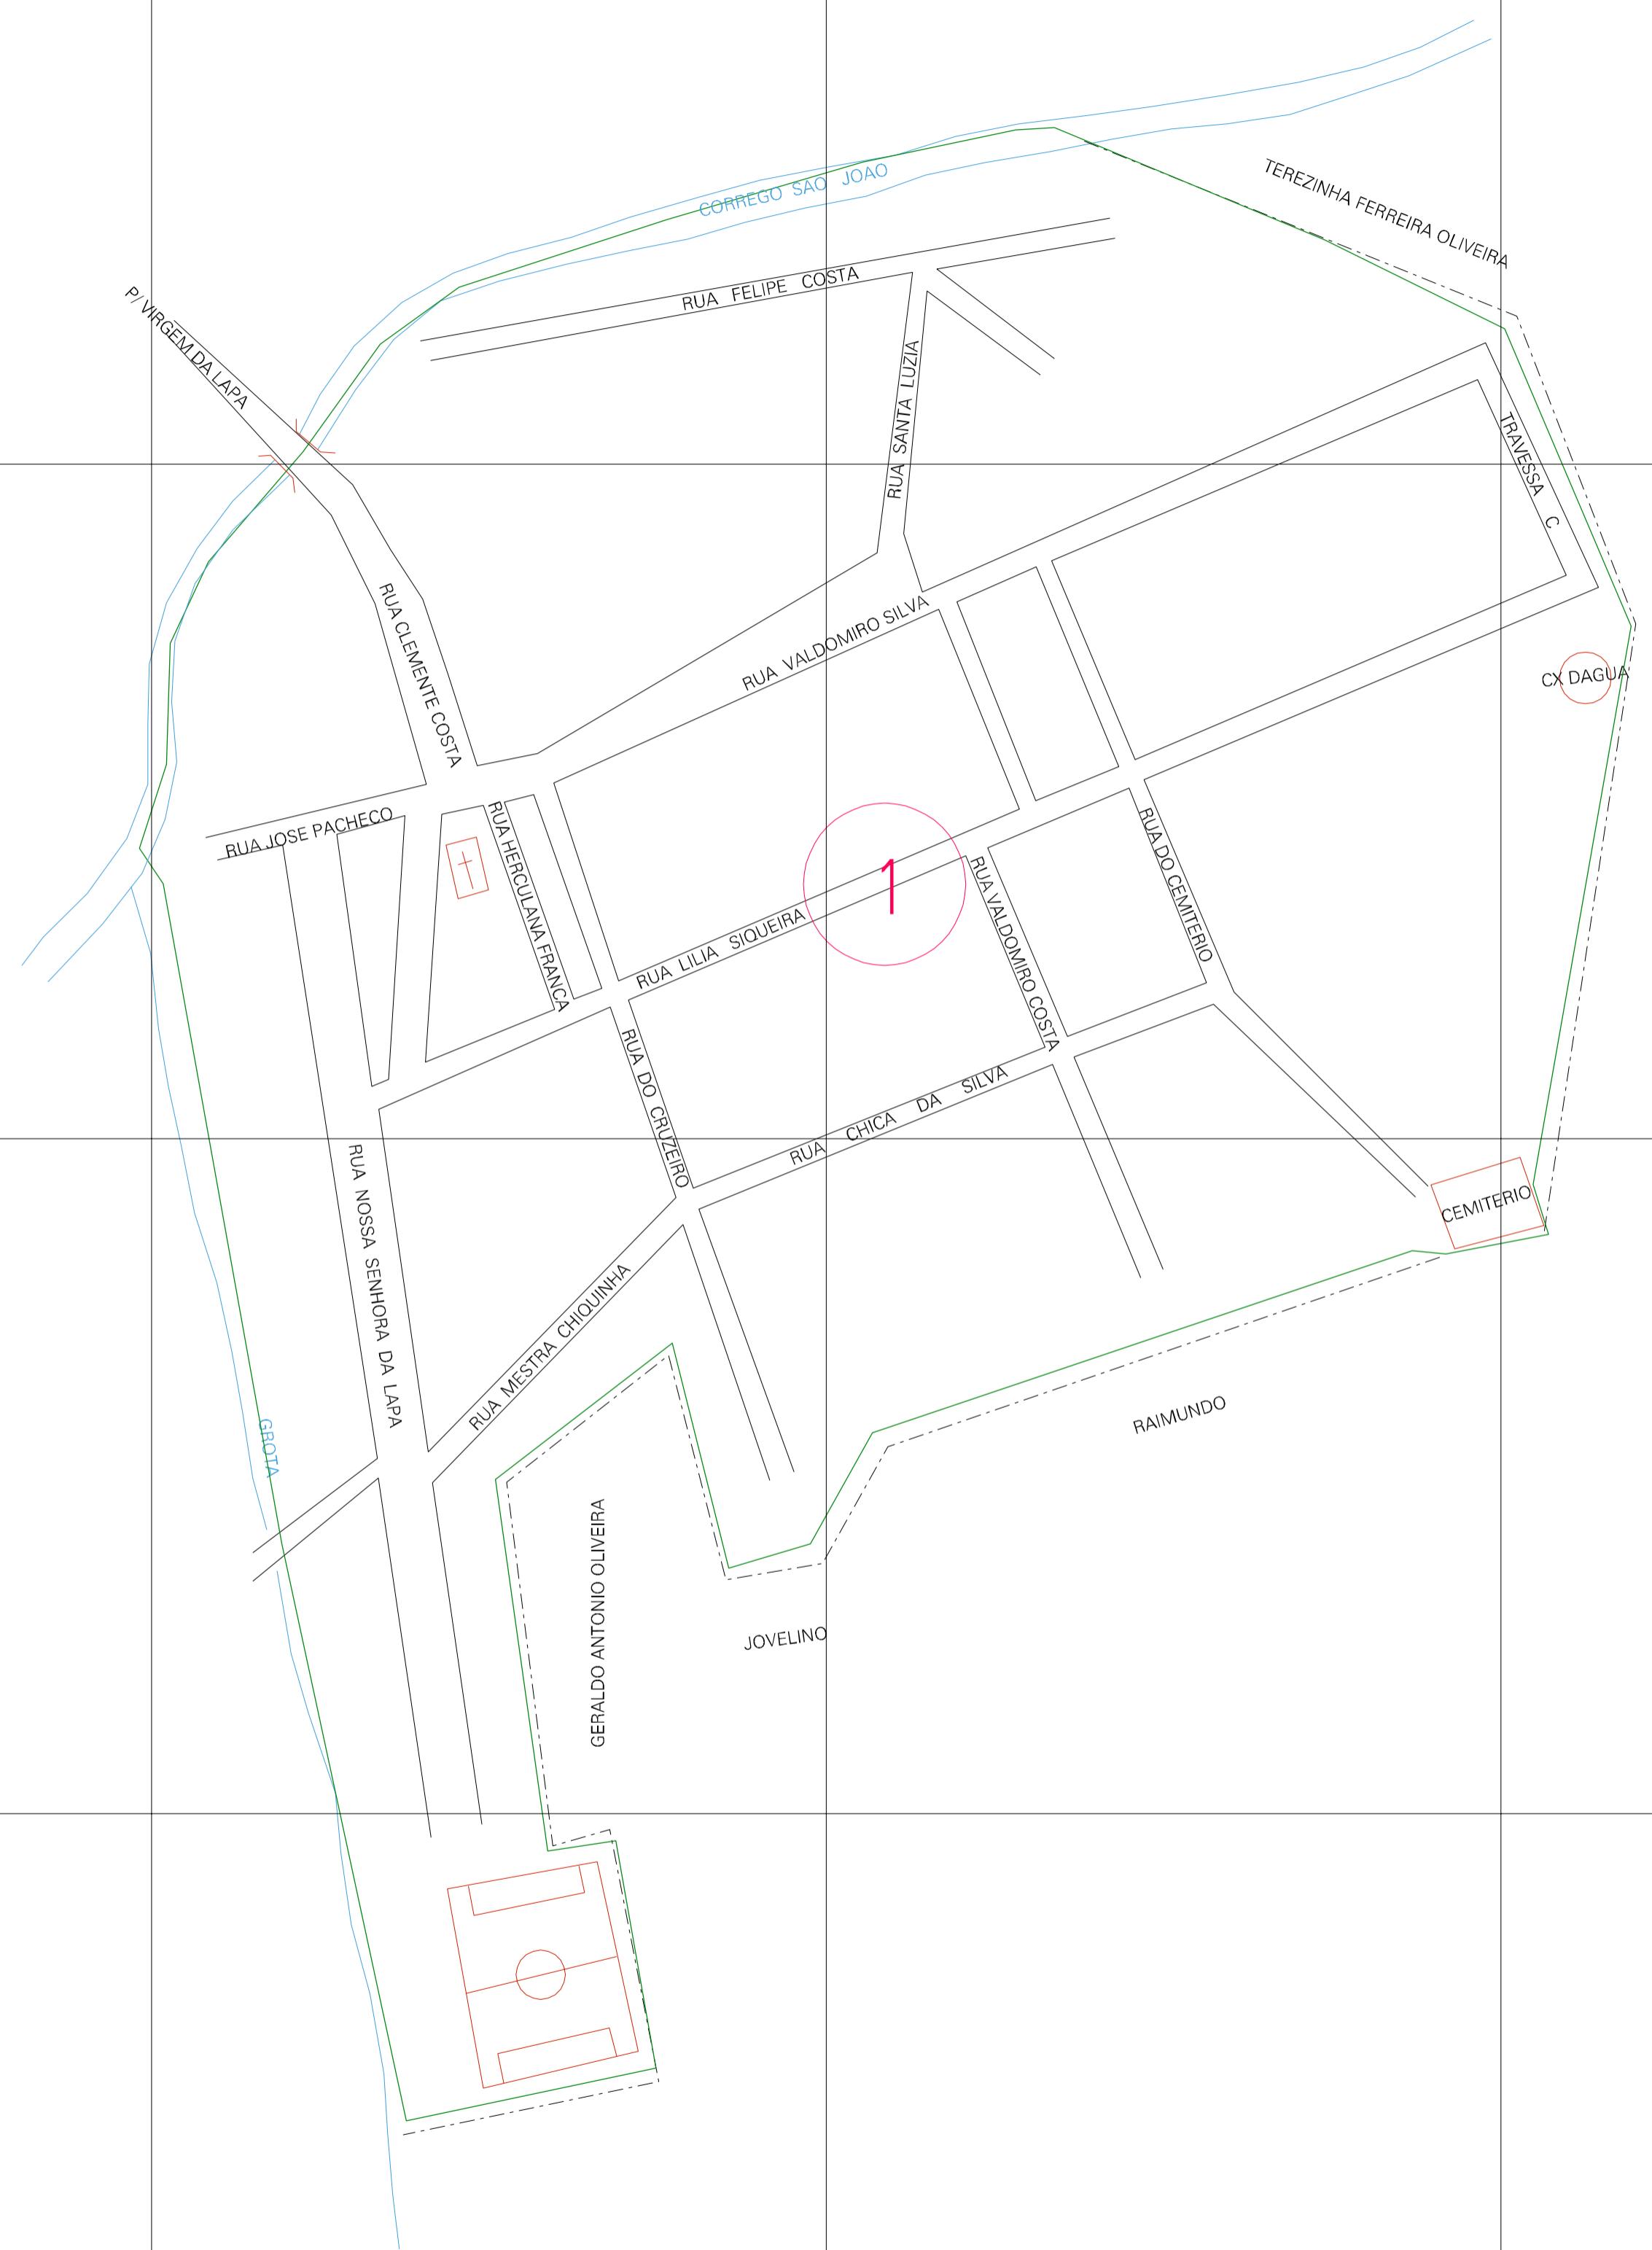 TEREZINHA FERREIRA OLIVEIRA
CORREGO SAO JOAO
RUA FELIPE COSTA
P/ VIRGEM DA LAPA
RUA SANTA LUZIA
TRAVESSA C
RUA CLEMENTE COSTA
RUA VALDOMIRO SILVA
CX DAGUA
RUA JOSE PACHECO
RUA HERCULANA FRANCA
1
RUA LILIA SIQUEIRA
RUA VALDOMIRO COSTA
RUA DO CEMITERIO
RUA DO CRUZEIRO
RUA CHICA DA SILVA
RUA NOSSA SENHORA DA LAPA
CEMITERIO
RUA MESTRA CHIQUINHA
RAIMUNDO
GROTA
GERALDO ANTONIO OLIVEIRA
JOVELINO